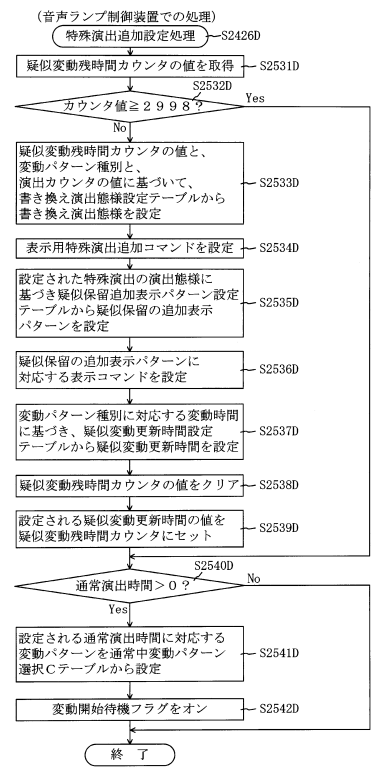 (音声ランプ制御装置での処理)
特殊演出追加設定処理
S2426D
疑似変動残時間カウンタの値を取得
S2531D
S2532D
カウンタ値≧2998?
Yes
No
疑似変動残時間カウンタの値と、
変動パターン種別と、
演出カウンタの値に基づいて、
書き換え演出態様設定テーブルから
書き換え演出態様を設定
S2533D
表示用特殊演出追加コマンドを設定
S2534D
設定された特殊演出の演出態様に
基づき疑似保留追加表示パターン設定
テーブルから疑似保留の追加表示
パターンを設定
S2535D
疑似保留の追加表示パターンに
対応する表示コマンドを設定
S2536D
変動パターン種別に対応する変動時間
に基づき、疑似変動更新時間設定
テーブルから疑似変動更新時間を設定
S2537D
疑似変動残時間カウンタの値をクリア
S2538D
設定される疑似変動更新時間の値を
疑似変動残時間カウンタにセット
S2539D
S2540D
通常演出時間>0?
No
Yes
設定される通常演出時間に対応する
変動パターンを通常中変動パターン
選択Cテーブルから設定
S2541D
変動開始待機フラグをオン
S2542D
終了